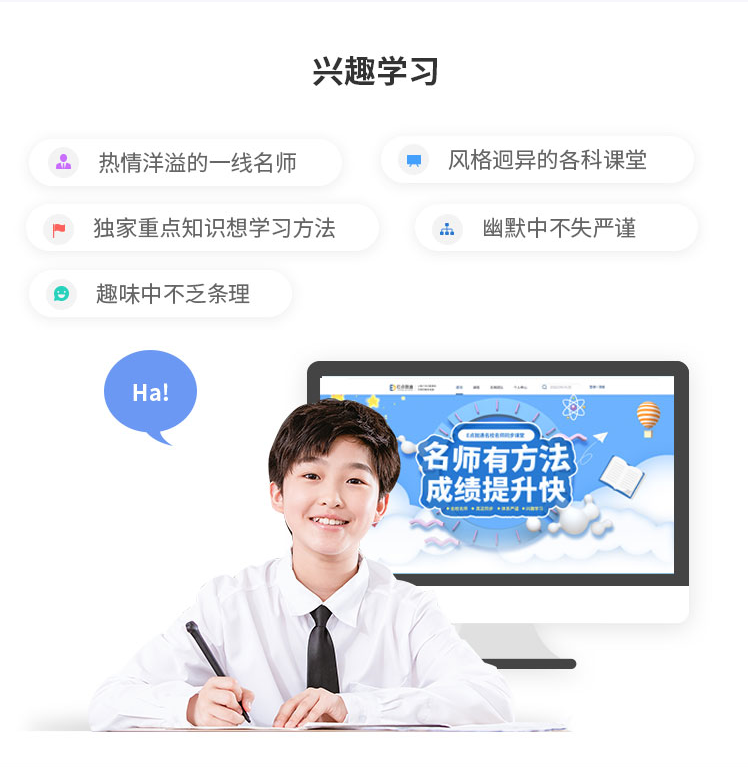 兴趣学习
热情洋溢的一线名师
风格迥异的各科课堂
独家重点知识想学习方法
幽默中不失严谨
趣味中不乏条理
Ha!
名师有方法
成绩提升快